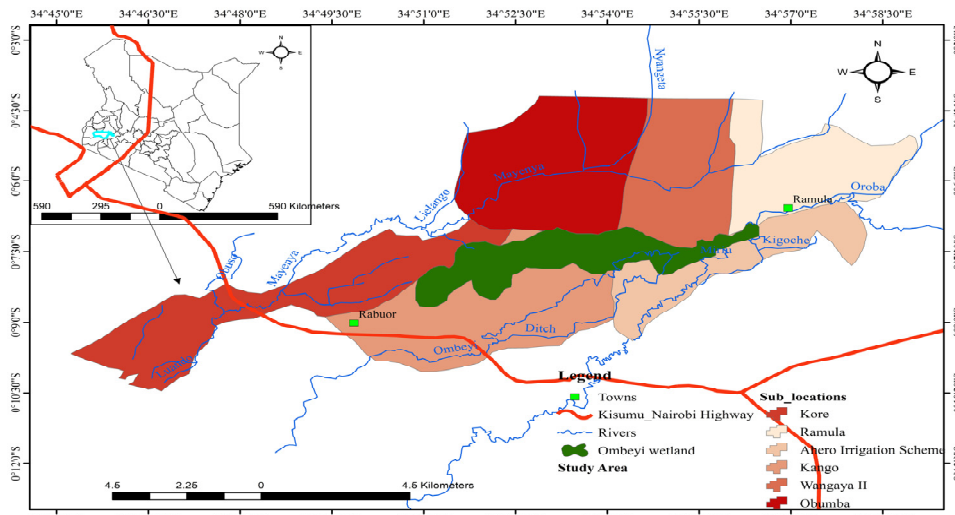 34°45'0"E 34°46'30"E 34°48'0"E 34°49'30"E 34°51'0"E 34°52'30"E 34°54'0"E 34°55'30"E 34°57'0"E 34°58'30"E
0°3'0"S
0°4'30"S
0°6'0"S
0°7'30"S
0°9'0"S
0°10'30"S
0°12'0"S
N
W E
S
590 295 0 590 Kilometers
N
W E
S
Nyangeta
Mayenya
Lielango
Oroba
Ramula
Kigoche
Mayenya
Rabuor
Ditch
Ombeyi
Legend
Towns
Kisumu_Nairobi Highway
Rivers
Ombeyi wetland
Study Area
Sub_locations
Kore
Ramula
Ahero Irrigation Scheme
Kango
Wangaya II
Obumba
4.5 2.25 0 4.5 Kilometers